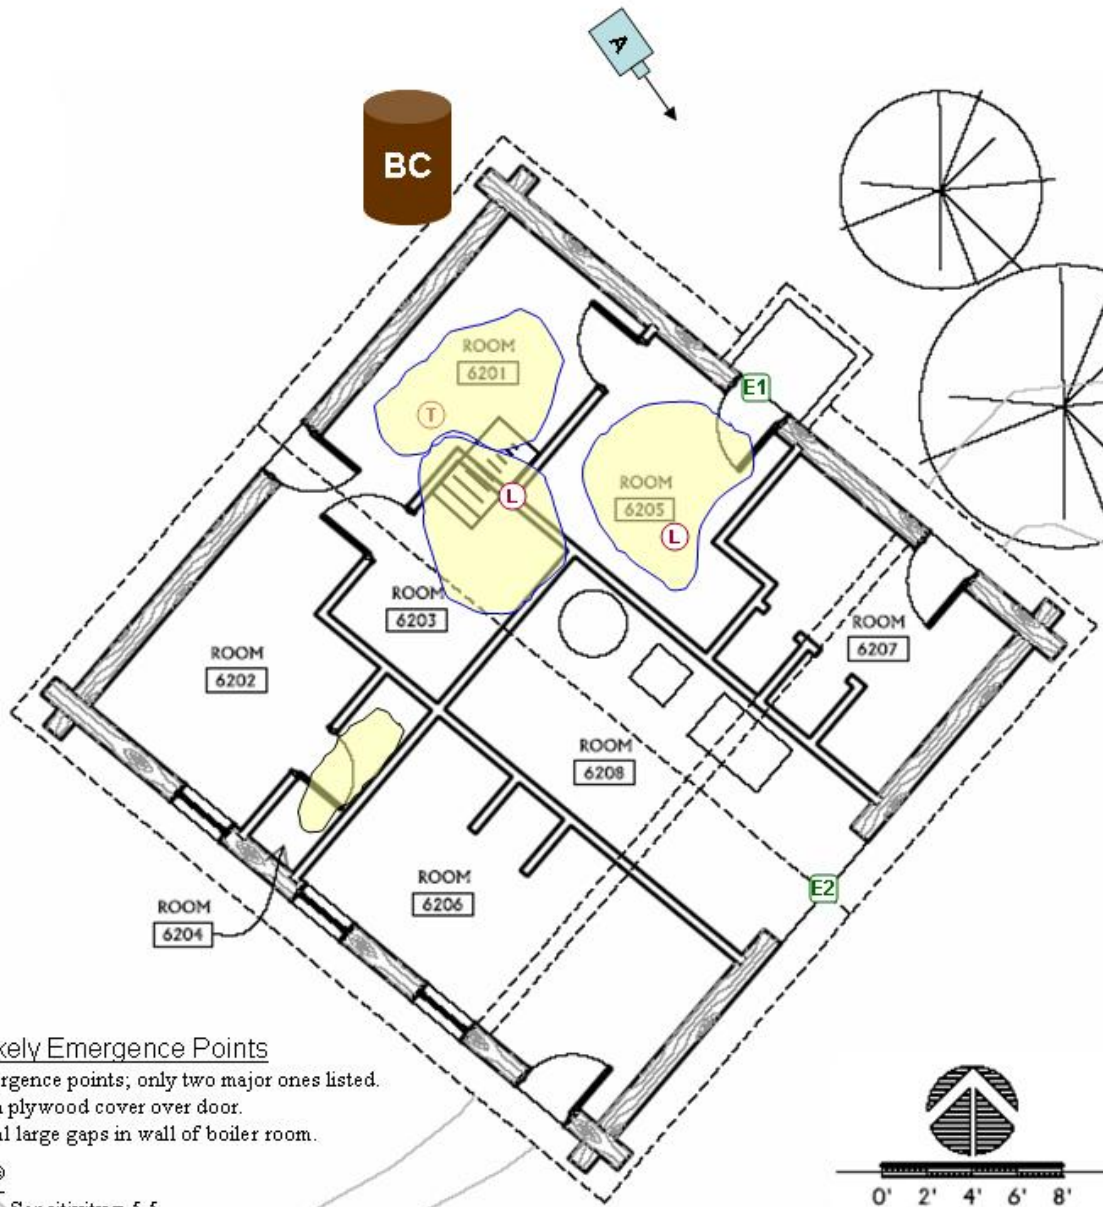 A
BC
ROOM
6201
E1
T
L
ROOM
6205
L
ROOM
6203
ROOM
6207
ROOM
6202
ROOM
6208
ROOM
6206
E2
ROOM
6204
kely Emergence Points
rgence points; only two major ones listed.
plywood cover over door.
l large gaps in wall of boiler room.
0' 2' 4' 6' 8'